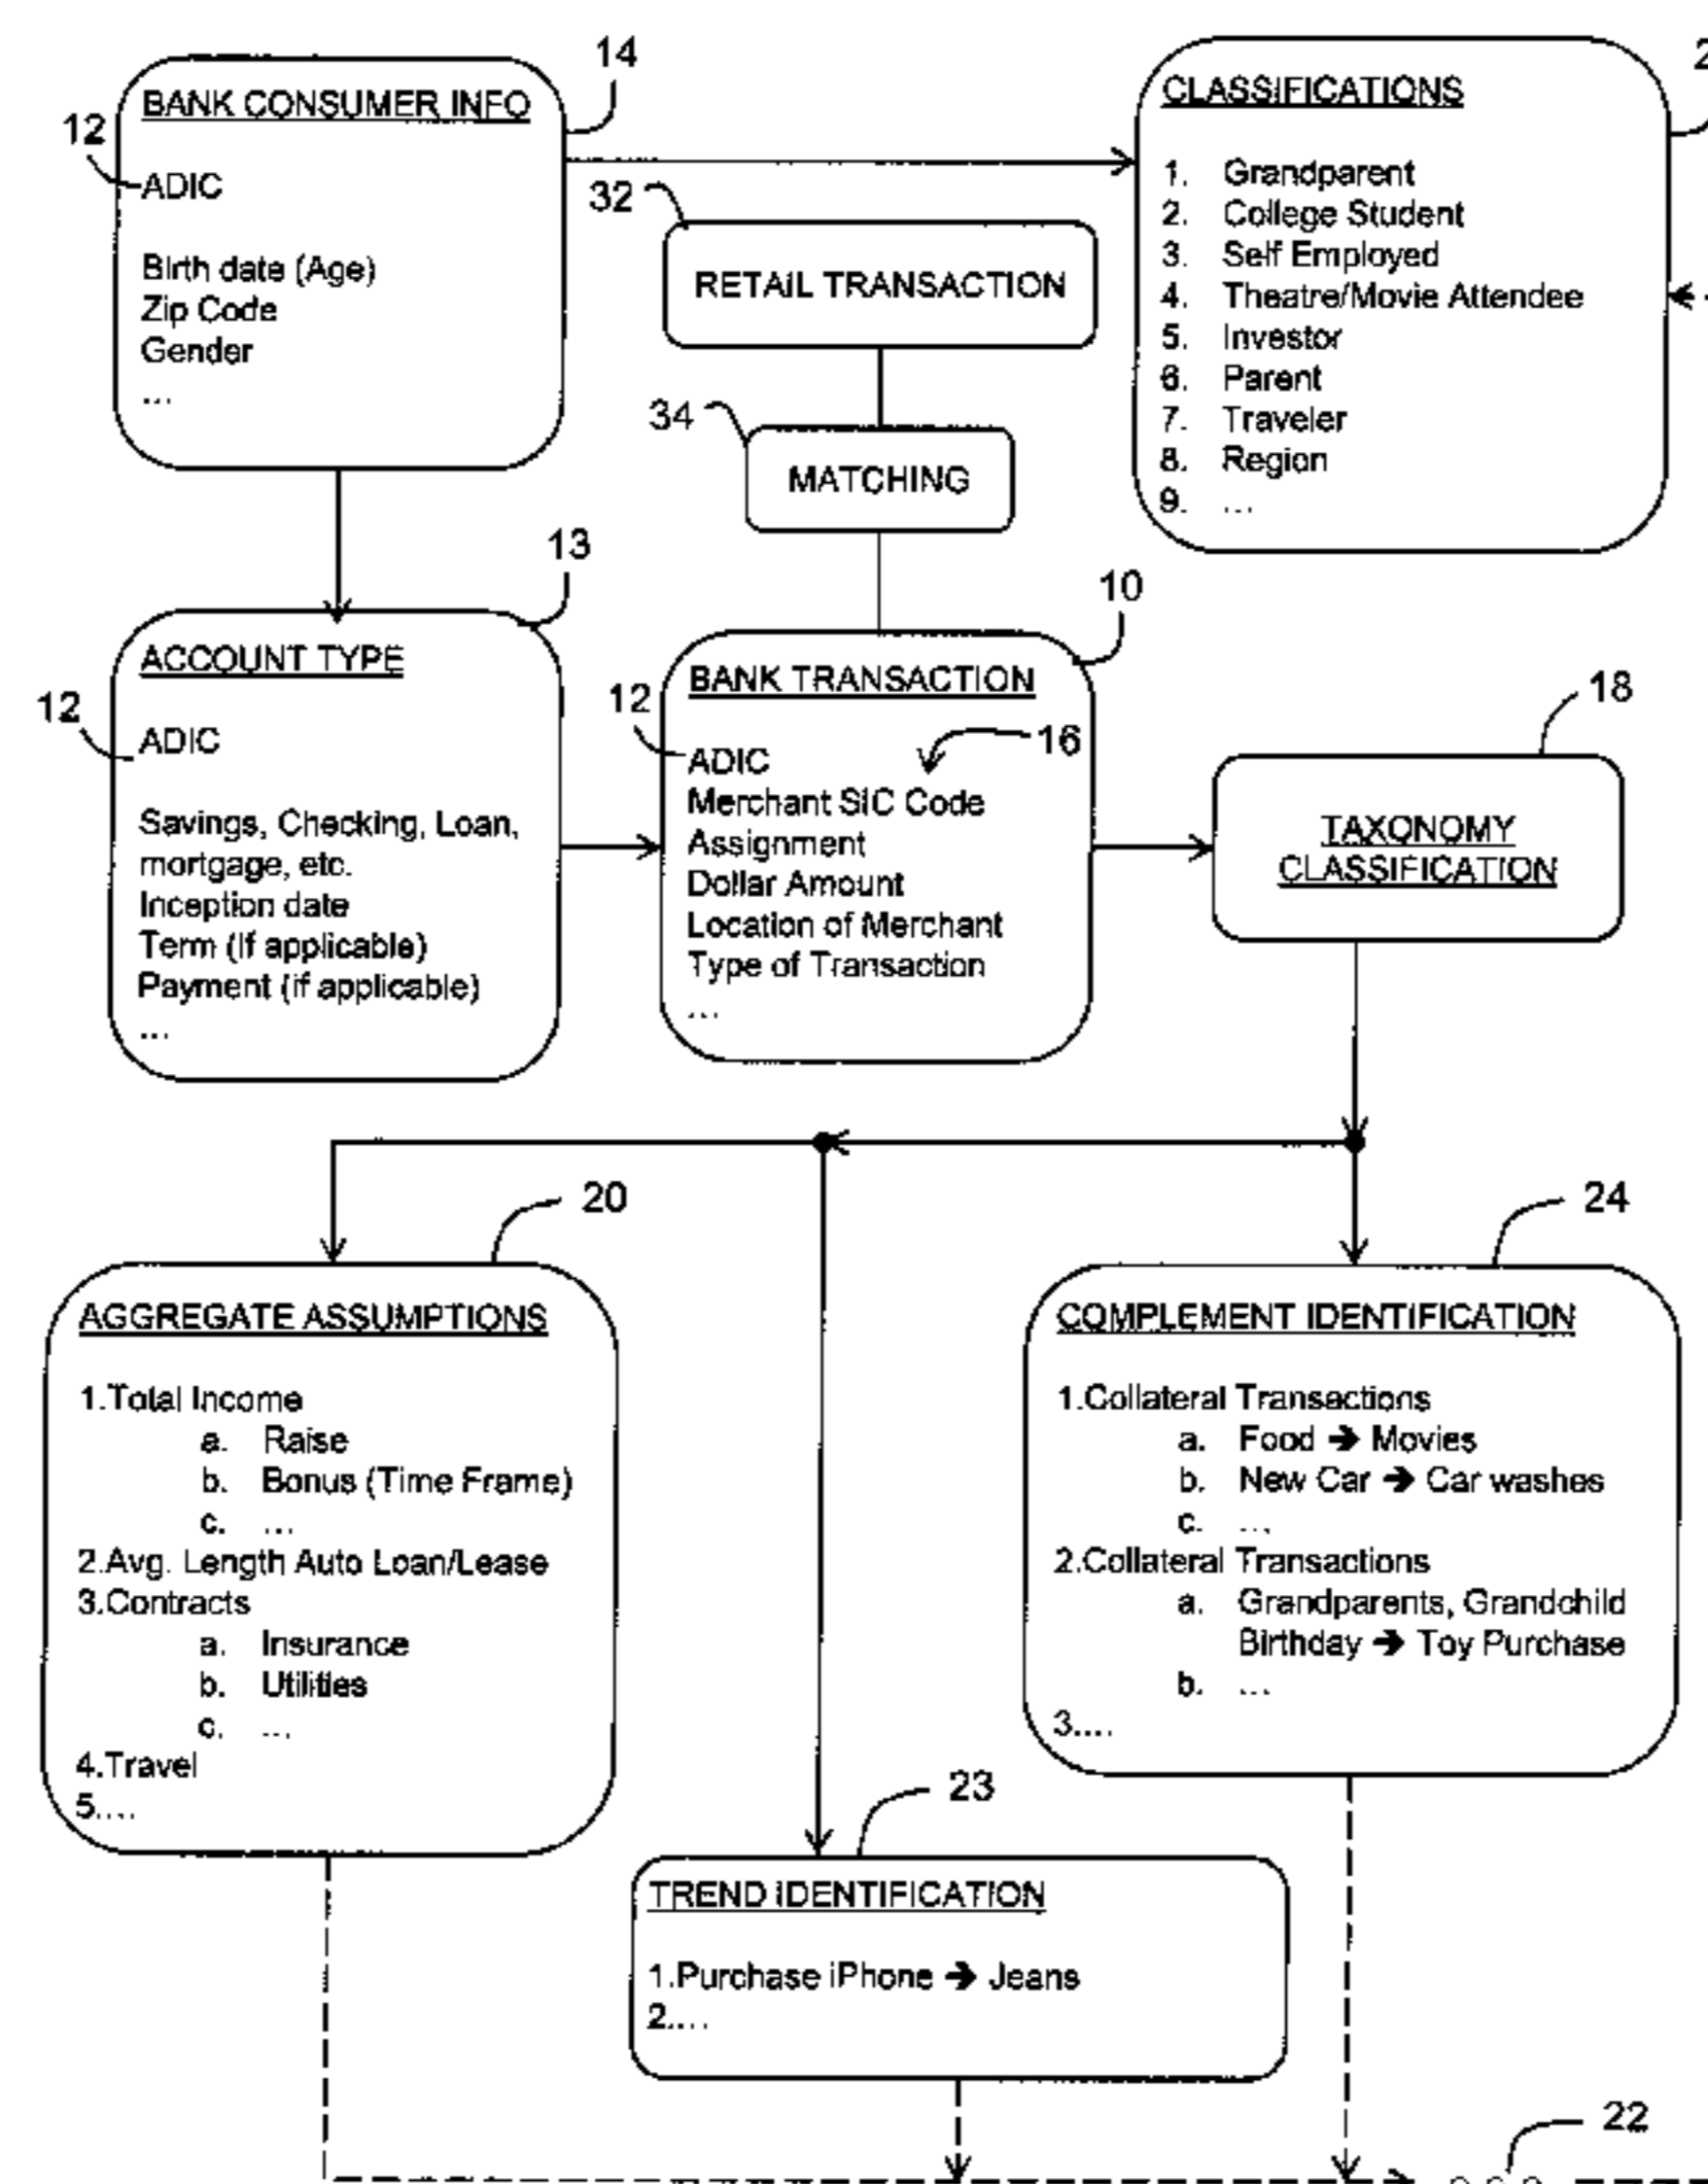 14
BANK CONSUMER INFO
12
ADIC
Birth date (Age)
Zip Code
Gender
...
CLASSIFICATIONS
1. Grandparent
2. College Student
3. Self Employed
4. Theatre/Movie Attendee
5. Investor
6. Parent
7. Traveler
8. Region
9. ...
32
RETAIL TRANSACTION
34
MATCHING
13
ACCOUNT TYPE
12
ADIC
Savings, Checking, Loan,
mortgage, etc.
Inception date
Term (if applicable)
Payment (if applicable)
...
10
BANK TRANSACTION
12
ADIC
16
Merchant SIC Code
Assignment
Dollar Amount
Location of Merchant
Type of Transaction
...
18
TAXONOMY
CLASSIFICATION
20
AGGREGATE ASSUMPTIONS
1.Total Income
a. Raise
b. Bonus (Time Frame)
c. ...
2.Avg. Length Auto Loan/Lease
3.Contracts
a. Insurance
b. Utilities
c. ...
4.Travel
5....
24
COMPLEMENT IDENTIFICATION
1.Collateral Transactions
a. Food ➔ Movies
b. New Car ➔ Car washes
c. ...
2.Collateral Transactions
a. Grandparents, Grandchild
Birthday ➔ Toy Purchase
b. ...
3....
23
TREND IDENTIFICATION
1.Purchase iPhone ➔ Jeans
2....
22